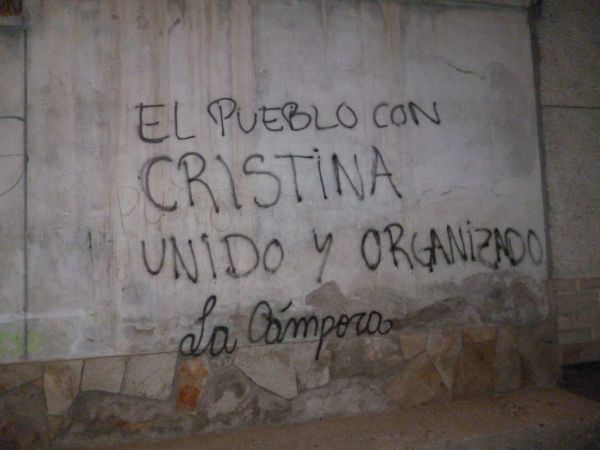 EL PUEBLO CON
CRISTINA
UNIDO Y ORGANIZADO
La Cámpora